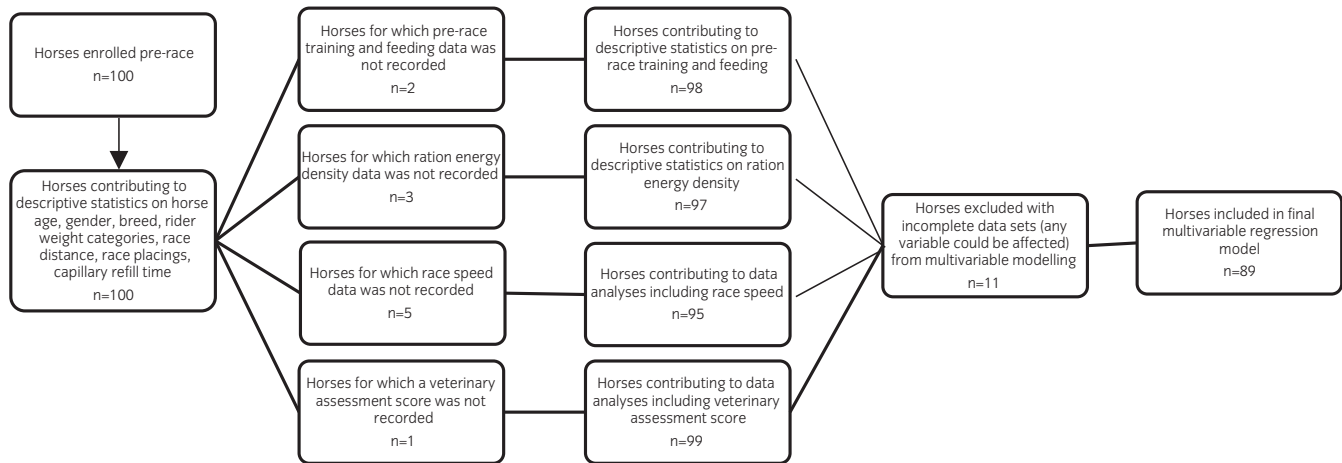 Horses enrolled pre-race
n=100
Horses contributing to
descriptive statistics on horse
age, gender, breed, rider
weight categories, race
distance, race placings,
capillary refill time
n=100
Horses for which pre-race
training and feeding data was
not recorded
n=2
Horses contributing to
descriptive statistics on pre-
race training and feeding
n=98
Horses for which ration energy
density data was not recorded
n=3
Horses contributing to
descriptive statistics on ration
energy density
n=97
Horses for which race speed
data was not recorded
n=5
Horses contributing to data
analyses including race speed
n=95
Horses for which a veterinary
assessment score was not
recorded
n=1
Horses contributing to data
analyses including veterinary
assessment score
n=99
Horses excluded with
incomplete data sets (any
variable could be affected)
from multivariable modelling
n=11
Horses included in final
multivariable regression
model
n=89